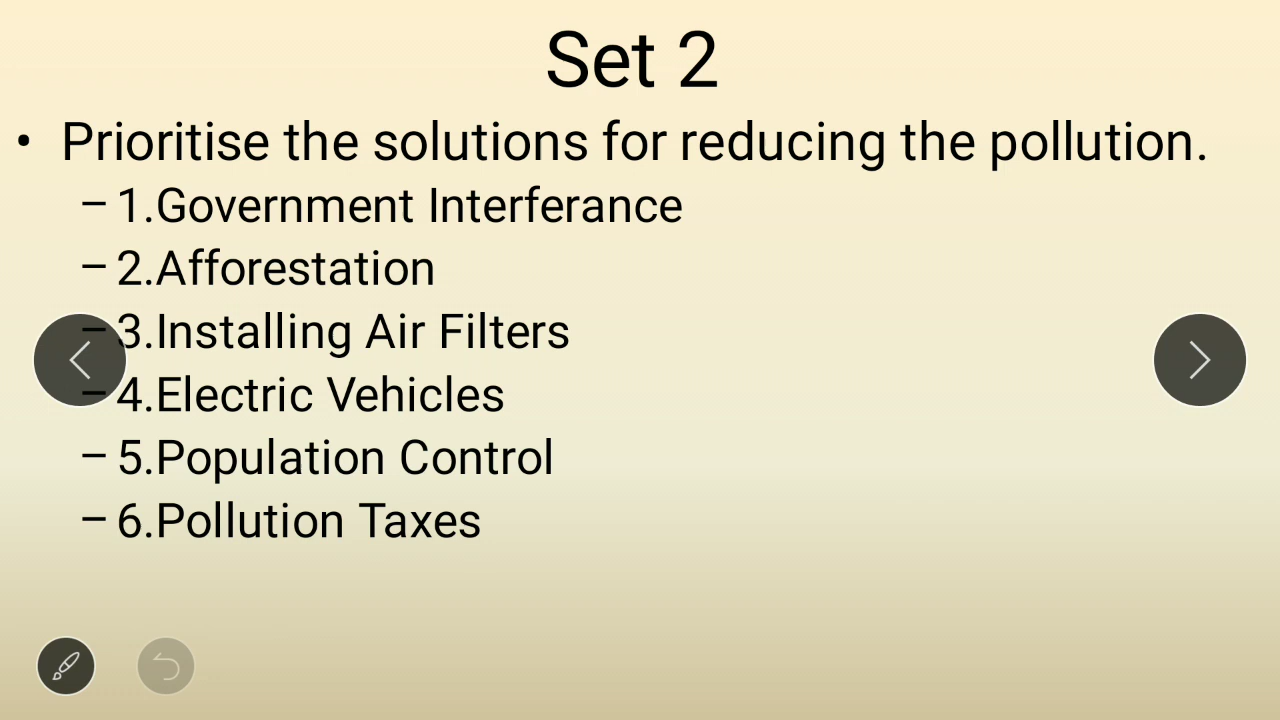 Set 2
• Prioritise the solutions for reducing the pollution.
– 1.Government Interferance
– 2.Afforestation
– 3.Installing Air Filters
– 4.Electric Vehicles
– 5.Population Control
– 6.Pollution Taxes